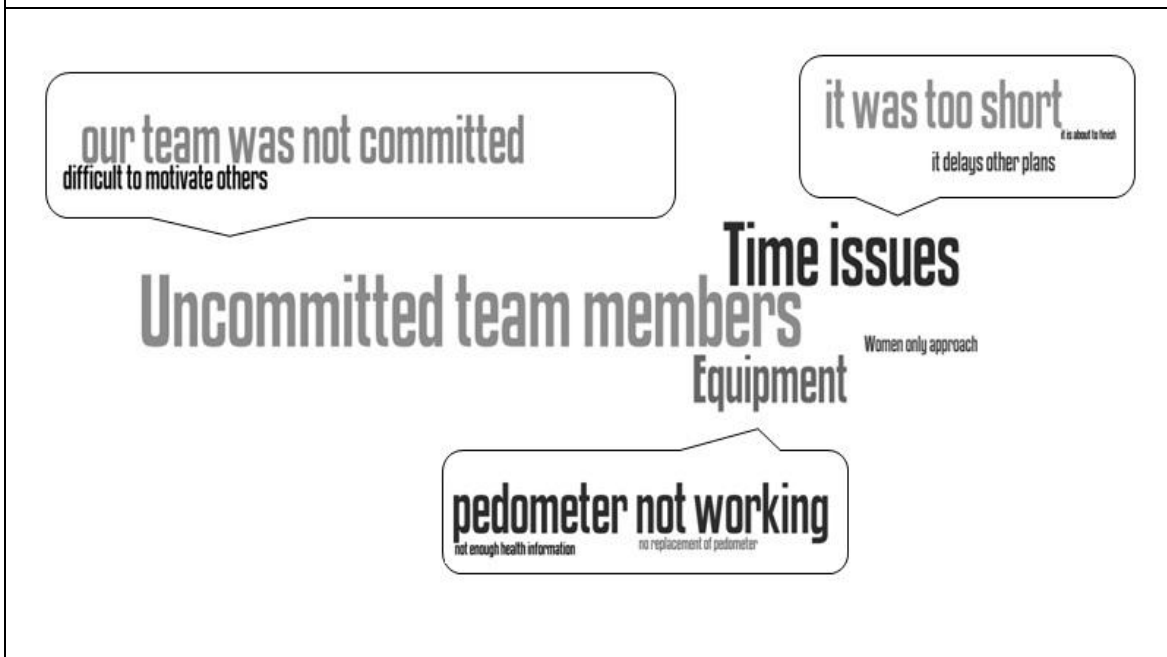 our team was not committed
difficult to motivate others
it was too short
it is about to finish
it delays other plans
Time issues
Uncommitted team members
Women only approach
Equipment
pedometer not working
not enough health information
no replacement of pedometer